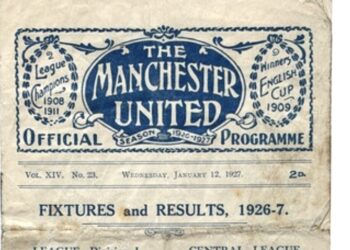 THE
MANCHESTER
UNITED
2
League
Champions
1908
1911
Winners
ENGLISH
CUP
1909
OFFICIAL SEASON 1926-1927 PROGRAMME
VOL. XIV. No. 23. WEDNESDAY, JANUARY 12, 1927. 2D.
FIXTURES and RESULTS, 1926-7.
CENTRAL LEAGUE